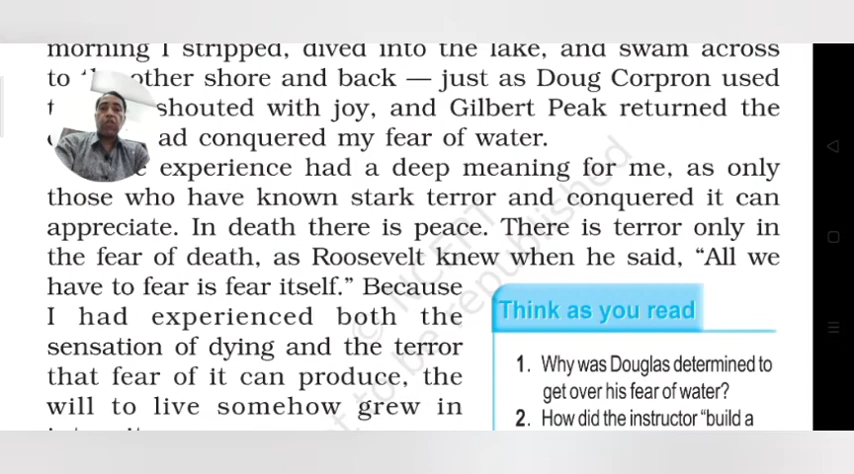 morning I stripped, dived into the lake, and swam across
to other shore and back — just as Doug Corpron used
shouted with joy, and Gilbert Peak returned the
ad conquered my fear of water.
experience had a deep meaning for me, as only
those who have known stark terror and conquered it can
appreciate. In death there is peace. There is terror only in
the fear of death, as Roosevelt knew when he said, “All we
have to fear is fear itself.” Because
I had experienced both the
sensation of dying and the terror
that fear of it can produce, the
will to live somehow grew in
Think as you read
1. Why was Douglas determined to
get over his fear of water?
2. How did the instructor “build a
© NCERT
not to be republished